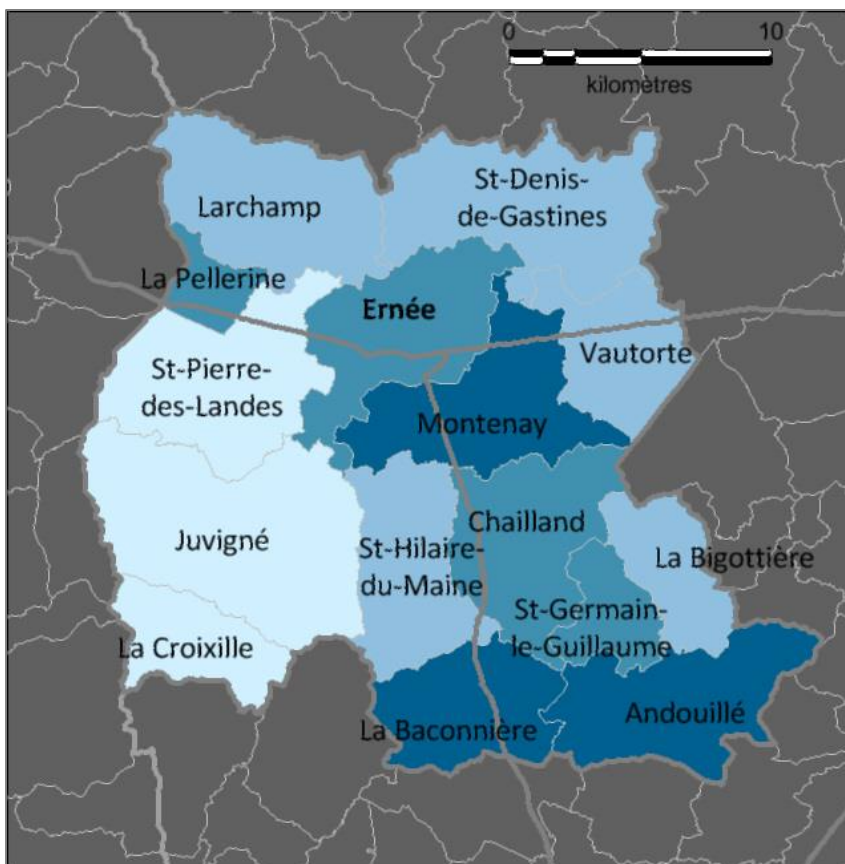 0 10
kilomètres
St-Denis-
de-Gastines
Larchamp
La Pellerine
Ernée
Vautorte
St-Pierre-
des-Landes
Montenay
Chailland
Juvigné
St-Hilaire-
du-Maine
La Bigottière
St-Germain-
le-Guillaume
La Croixille
Andouillé
La Baconnière